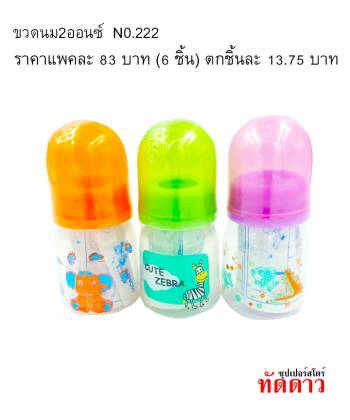 ขวดนม2ออนซ์ N0.222
ราคาแพคละ 83 บาท (6 ชิ้น) ตกชิ้นละ 13.75 บาท
CUTE
ZEBRA
ซุปเปอร์สโตร์
ทัดดาว